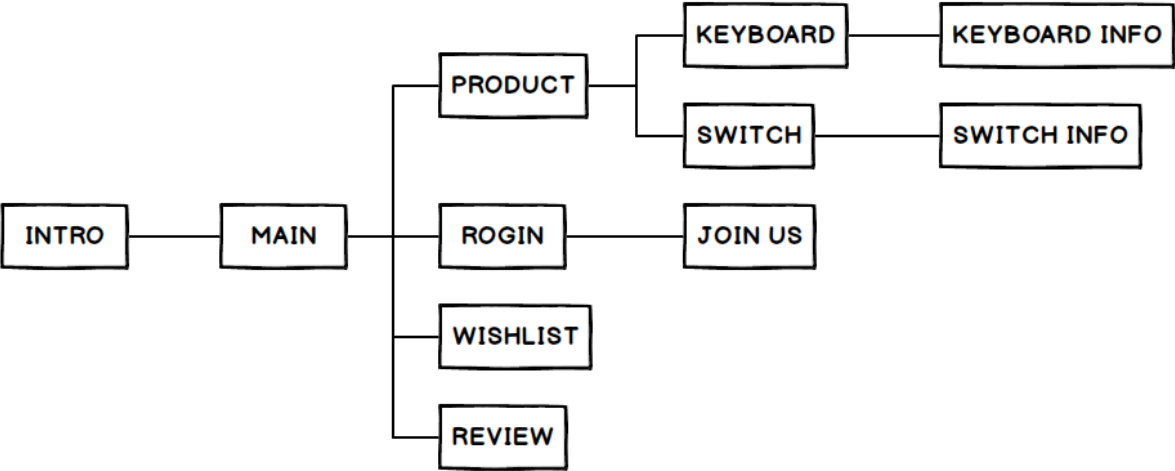 KEYBOARD
KEYBOARD INFO
PRODUCT
SWITCH
SWITCH INFO
INTRO
MAIN
ROGIN
JOIN US
WISHLIST
REVIEW